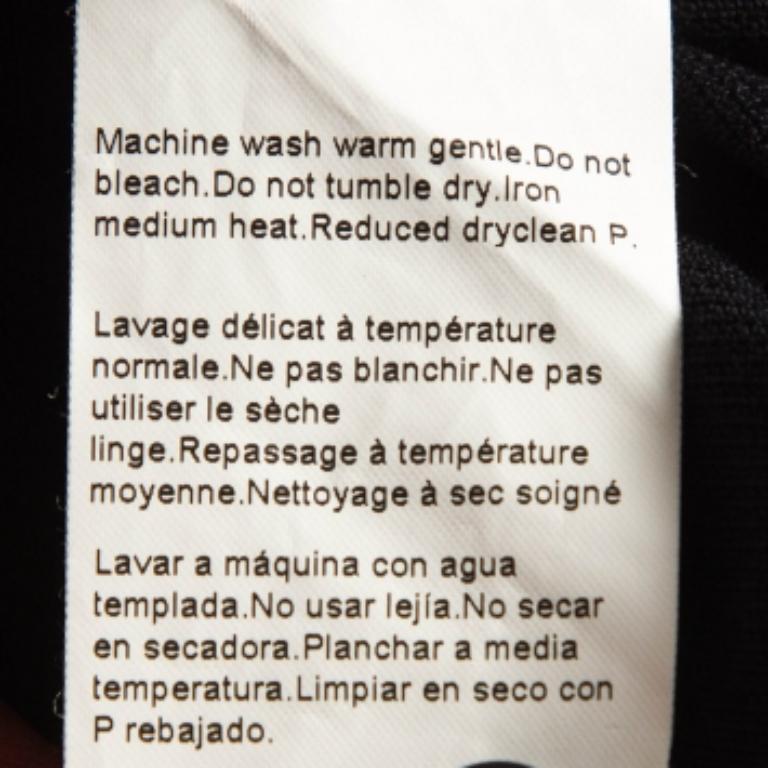 Machine wash warm gentle.Do not
bleach.Do not tumble dry.Iron
medium heat.Reduced dryclean P.
Lavage délicat à température
normale.Ne pas blanchir.Ne pas
utiliser le sèche
linge.Repassage à température
moyenne.Nettoyage à sec soigné
Lavar a máquina con agua
templada.No usar lejía.No secar
en secadora.Planchar a media
temperatura.Limpiar en seco con
P rebajado.